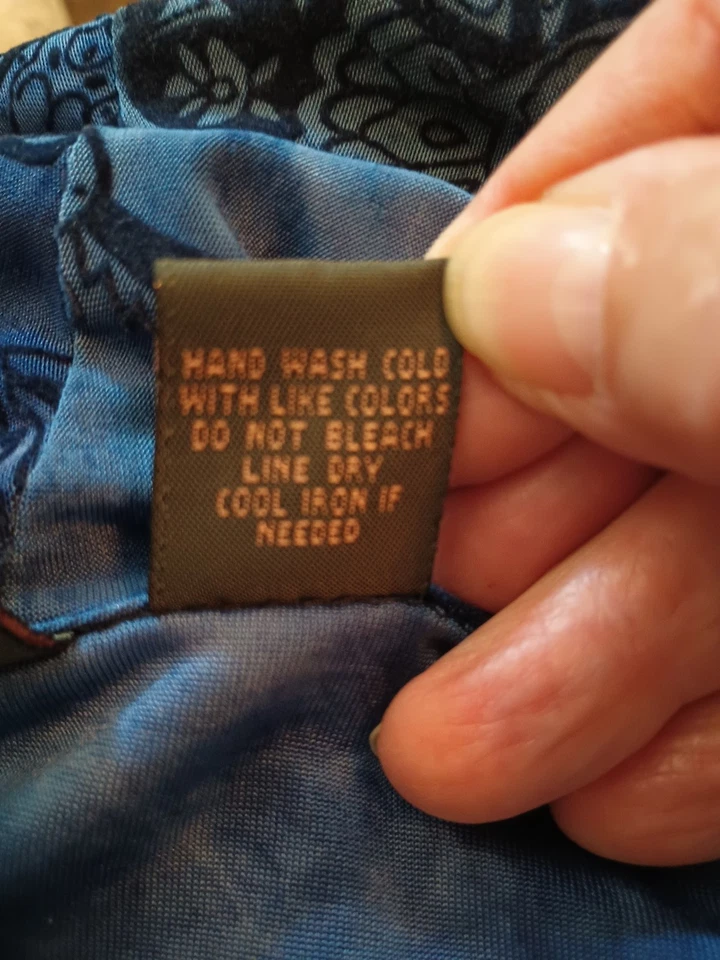 HAND WASH COLD
WITH LIKE COLORS
DO NOT BLEACH
LINE DRY
COOL IRON IF
NEEDED